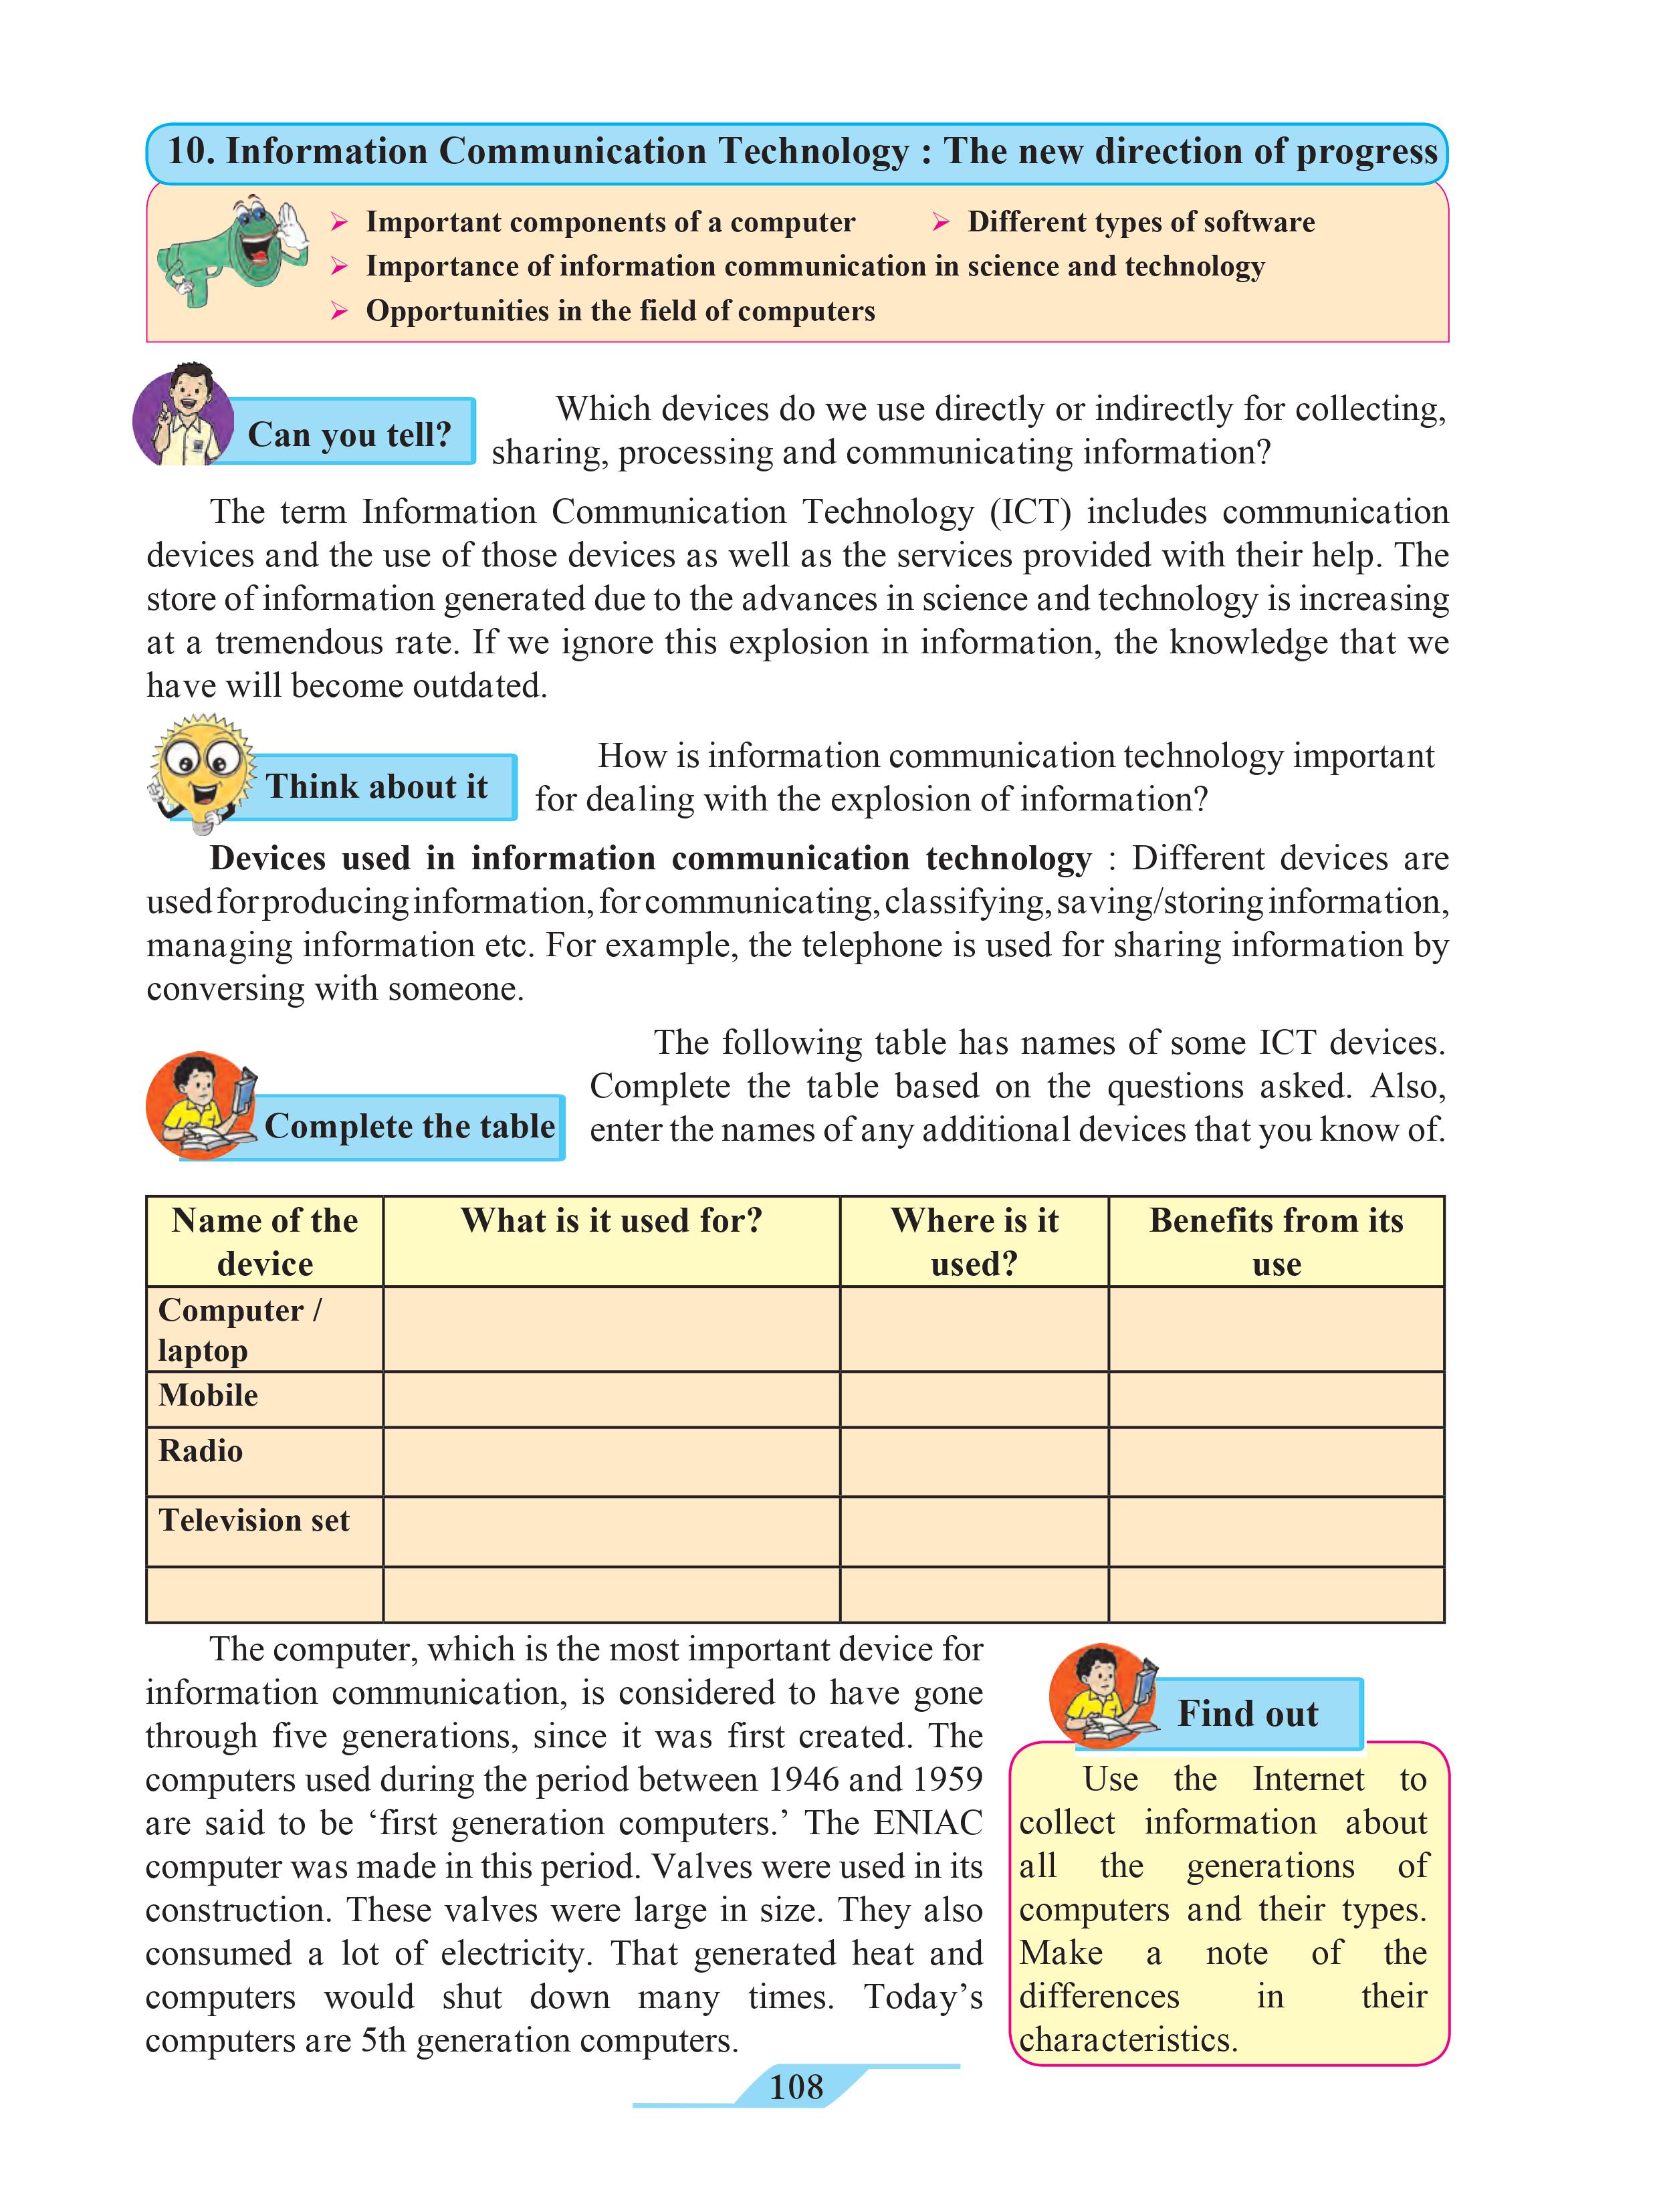 10. Information Communication Technology : The new direction of progress
➢ Important components of a computer ➢ Different types of software
➢ Importance of information communication in science and technology
➢ Opportunities in the field of computers
Can you tell?
Which devices do we use directly or indirectly for collecting,
sharing, processing and communicating information?
The term Information Communication Technology (ICT) includes communication
devices and the use of those devices as well as the services provided with their help. The
store of information generated due to the advances in science and technology is increasing
at a tremendous rate. If we ignore this explosion in information, the knowledge that we
have will become outdated.
Think about it
How is information communication technology important
for dealing with the explosion of information?
Devices used in information communication technology : Different devices are
used for producing information, for communicating, classifying, saving/storing information,
managing information etc. For example, the telephone is used for sharing information by
conversing with someone.
Complete the table
The following table has names of some ICT devices.
Complete the table based on the questions asked. Also,
enter the names of any additional devices that you know of.
Name of the
device
What is it used for?
Where is it
used?
Benefits from its
use
Computer /
laptop
Mobile
Radio
Television set
The computer, which is the most important device for
information communication, is considered to have gone
through five generations, since it was first created. The
computers used during the period between 1946 and 1959
are said to be ‘first generation computers.’ The ENIAC
computer was made in this period. Valves were used in its
construction. These valves were large in size. They also
consumed a lot of electricity. That generated heat and
computers would shut down many times. Today’s
computers are 5th generation computers.
Find out
Use the Internet to
collect information about
all the generations of
computers and their types.
Make a note of the
differences in their
characteristics.
108